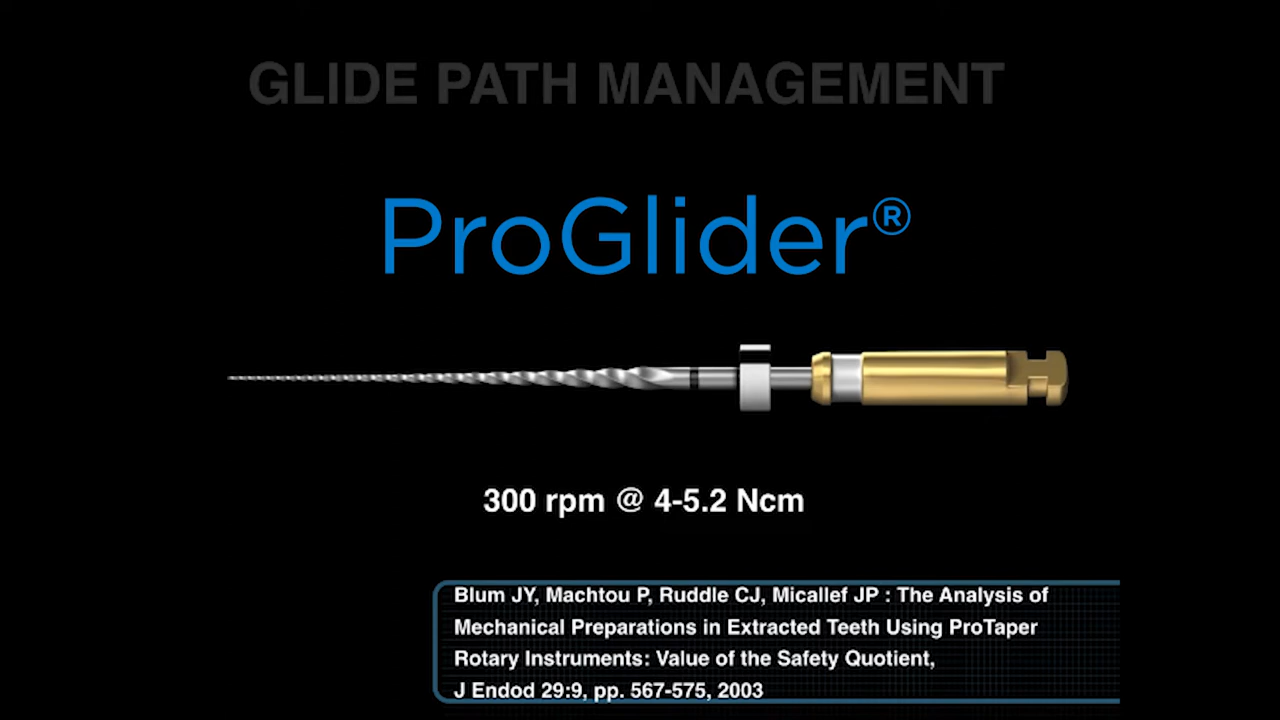 GLIDE PATH MANAGEMENT
ProGlider®
300 rpm @ 4-5.2 Ncm
Blum JY, Machtou P, Ruddle CJ, Micallef JP : The Analysis of
Mechanical Preparations in Extracted Teeth Using ProTaper
Rotary Instruments: Value of the Safety Quotient,
J Endod 29:9, pp. 567-575, 2003